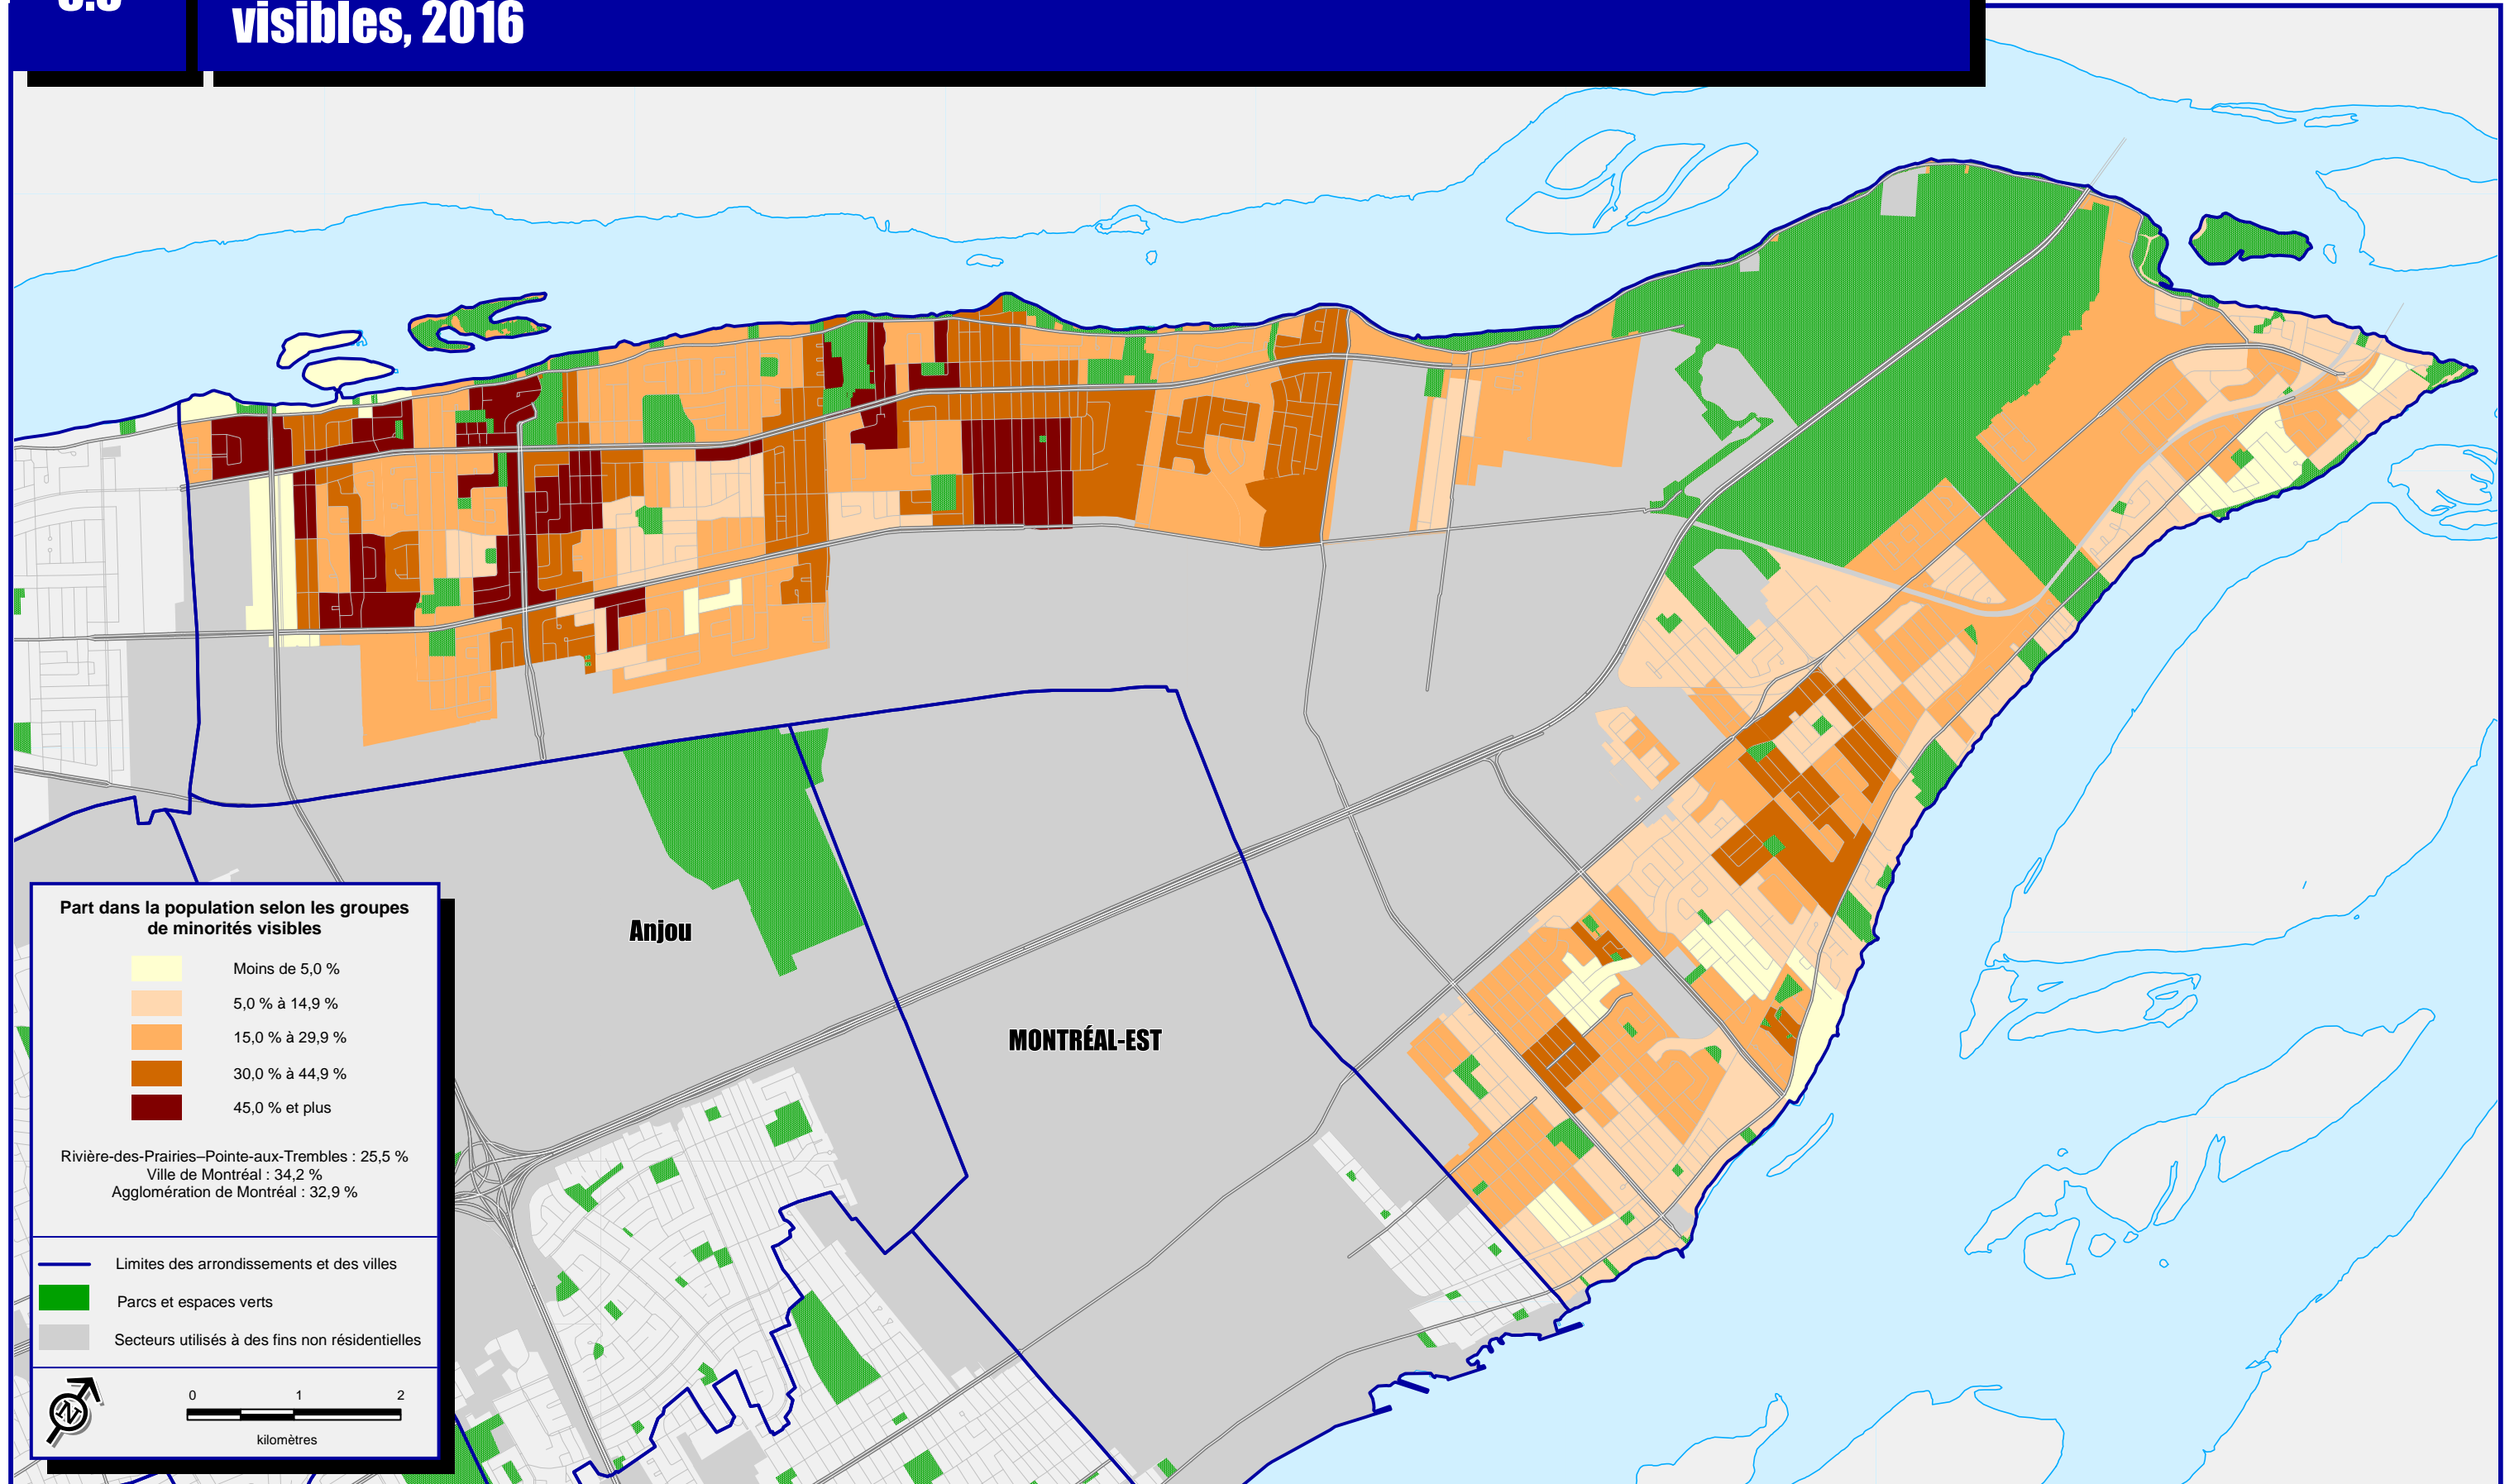 visibles, 2016
Anjou
MONTRÉAL-EST
Part dans la population selon les groupes
de minorités visibles
Moins de 5,0 %
5,0 % à 14,9 %
15,0 % à 29,9 %
30,0 % à 44,9 %
45,0 % et plus
Rivière-des-Prairies–Pointe-aux-Trembles : 25,5 %
Ville de Montréal : 34,2 %
Agglomération de Montréal : 32,9 %
Limites des arrondissements et des villes
Parcs et espaces verts
Secteurs utilisés à des fins non résidentielles
N
0 1 2
kilomètres